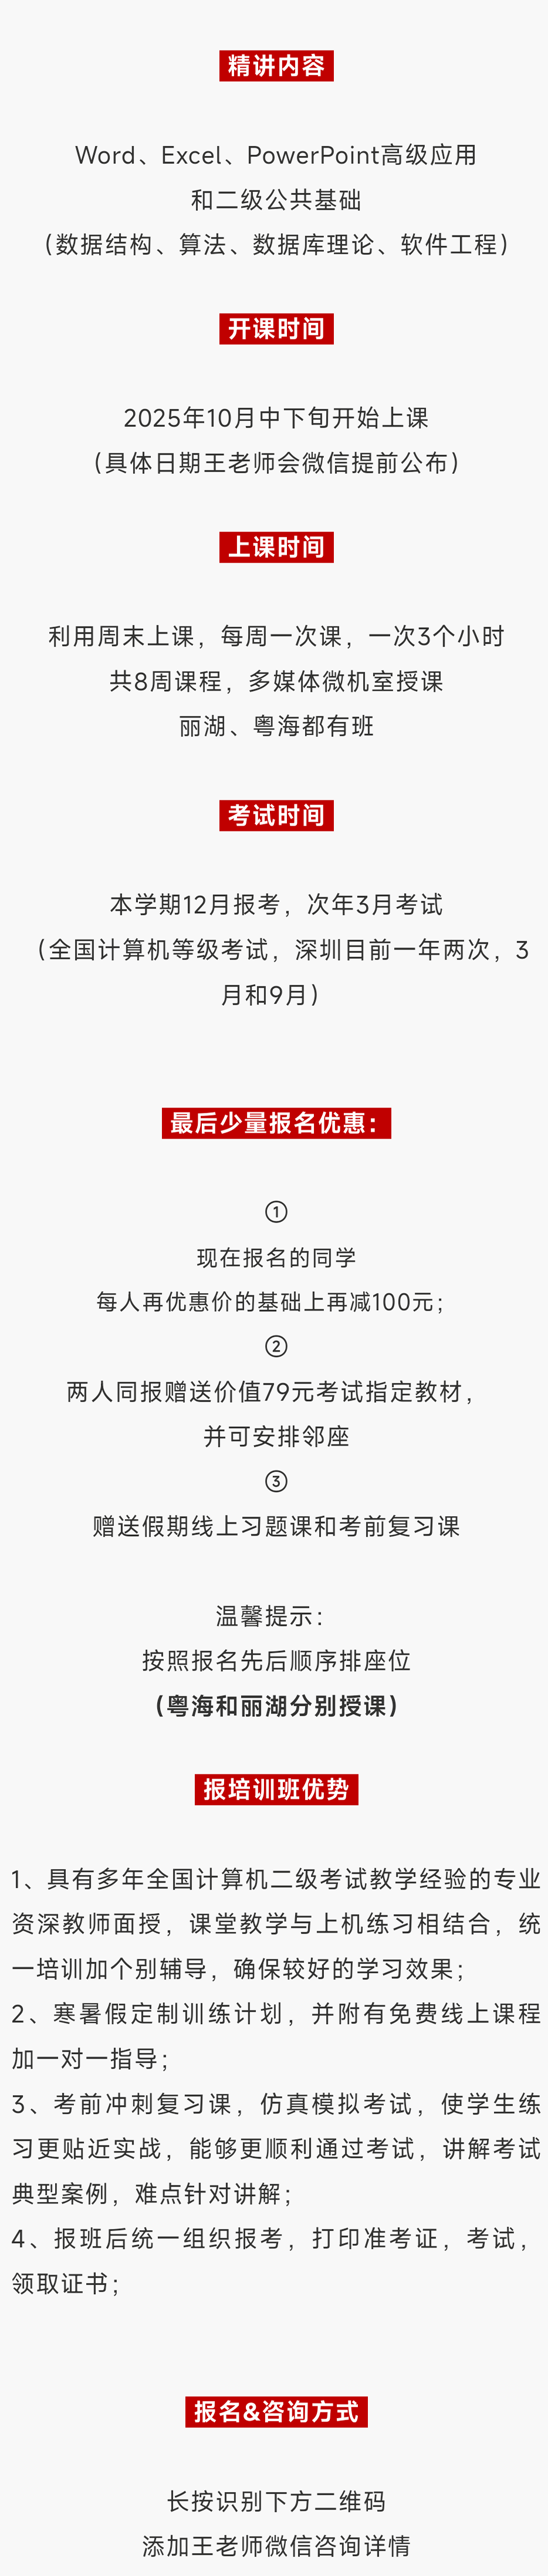 精讲内容
Word、Excel、PowerPoint高级应用
和二级公共基础
（数据结构、算法、数据库理论、软件工程）
开课时间
2025年10月中下旬开始上课
（具体日期王老师会微信提前公布）
上课时间
利用周末上课，每周一次课，一次3个小时
共8周课程，多媒体微机室授课
丽湖、粤海都有班
考试时间
本学期12月报考，次年3月考试
（全国计算机等级考试，深圳目前一年两次，3
月和9月）
最后少量报名优惠：
①
现在报名的同学
每人再优惠价的基础上再减100元；
②
两人同报赠送价值79元考试指定教材，
并可安排邻座
③
赠送假期线上习题课和考前复习课
温馨提示：
按照报名先后顺序排座位
（粤海和丽湖分别授课）
报培训班优势
1、具有多年全国计算机二级考试教学经验的专业
资深教师面授，课堂教学与上机练习相结合，统
一培训加个别辅导，确保较好的学习效果；
2、寒暑假定制训练计划，并附有免费线上课程
加一对一指导；
3、考前冲刺复习课，仿真模拟考试，使学生练
习更贴近实战，能够更顺利通过考试，讲解考试
典型案例，难点针对讲解；
4、报班后统一组织报考，打印准考证，考试，
领取证书；
报名&咨询方式
长按识别下方二维码
添加王老师微信咨询详情